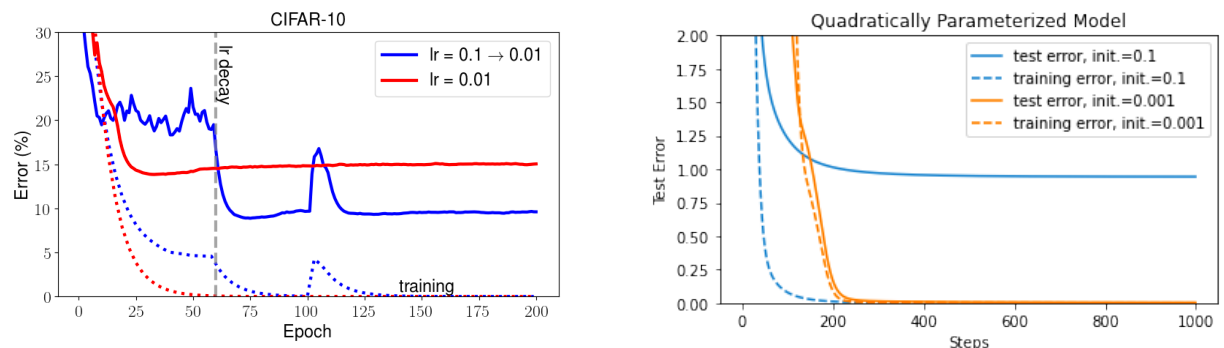 CIFAR-10
30
25
20
15
10
5
0
Error (%)
lr = 0.1 → 0.01
lr = 0.01
lr decay
training
0 25 50 75 100 125 150 175 200
Epoch
Quadratically Parameterized Model
2.00
1.75
1.50
1.25
1.00
0.75
0.50
0.25
0.00
Test Error
test error, init.=0.1
training error, init.=0.1
test error, init.=0.001
training error, init.=0.001
0 200 400 600 800 1000
Steps